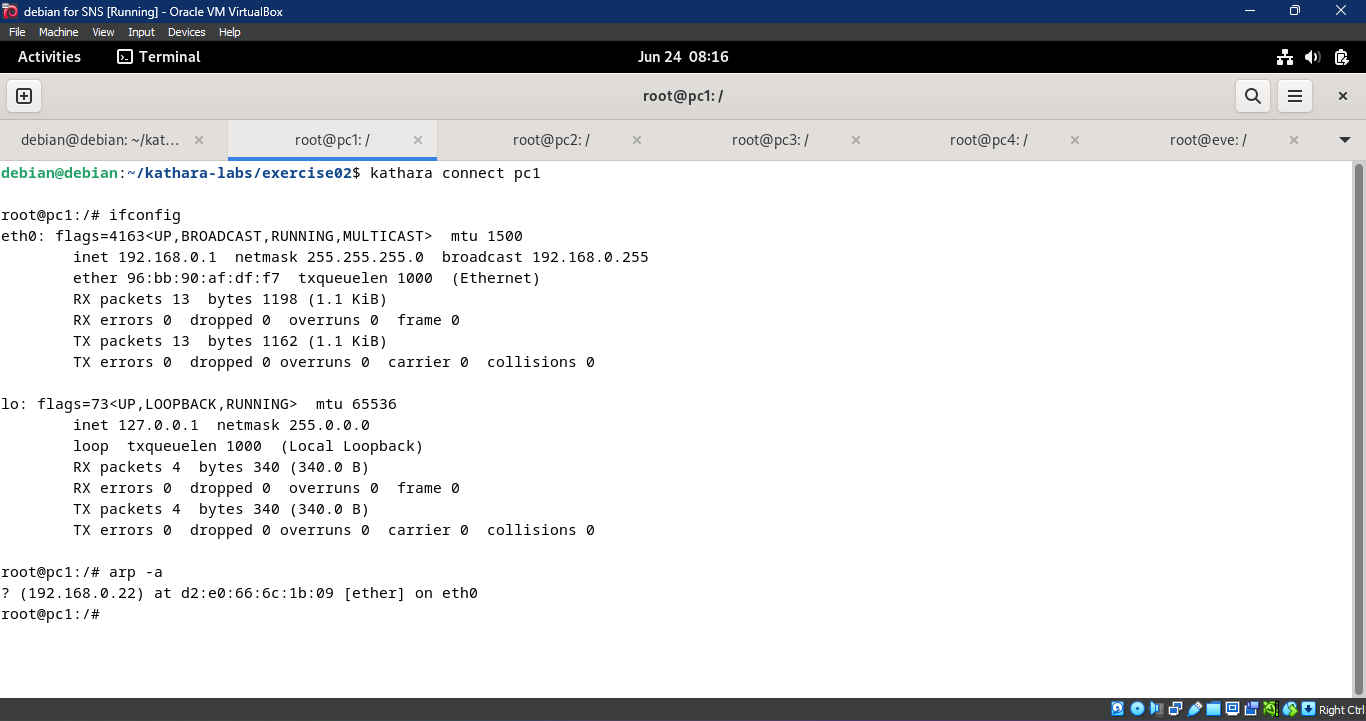 debian for SNS [Running] - Oracle VM VirtualBox
File Machine View Input Devices Help
Activities Terminal Jun 24 08:16
root@pc1: /
debian@debian: ~/kat... root@pc1: / root@pc2: / root@pc3: / root@pc4: / root@eve: /
debian@debian:~/kathara-labs/exercise02$ kathara connect pc1
root@pc1:/# ifconfig
eth0: flags=4163<UP,BROADCAST,RUNNING,MULTICAST>  mtu 1500
        inet 192.168.0.1  netmask 255.255.255.0  broadcast 192.168.0.255
        ether 96:bb:90:af:df:f7  txqueuelen 1000  (Ethernet)
        RX packets 13  bytes 1198 (1.1 KiB)
        RX errors 0  dropped 0  overruns 0  frame 0
        TX packets 13  bytes 1162 (1.1 KiB)
        TX errors 0  dropped 0 overruns 0  carrier 0  collisions 0
lo: flags=73<UP,LOOPBACK,RUNNING>  mtu 65536
        inet 127.0.0.1  netmask 255.0.0.0
        loop  txqueuelen 1000  (Local Loopback)
        RX packets 4  bytes 340 (340.0 B)
        RX errors 0  dropped 0  overruns 0  frame 0
        TX packets 4  bytes 340 (340.0 B)
        TX errors 0  dropped 0 overruns 0  carrier 0  collisions 0
root@pc1:/# arp -a
? (192.168.0.22) at d2:e0:66:6c:1b:09 [ether] on eth0
root@pc1:/#
Right Ctrl